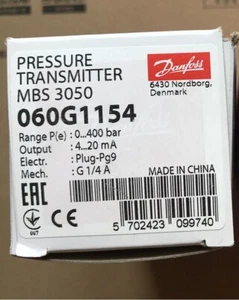 PRESSURE
TRANSMITTER
MBS 3050
Danfoss
6430 Nordborg,
Denmark
060G1154
Range P(e) : 0...400 bar
Output : 4...20 mA
Electr. : Plug-Pg9
Mech. : G 1/4 A
MADE IN CHINA
EAC
5 702423 099740